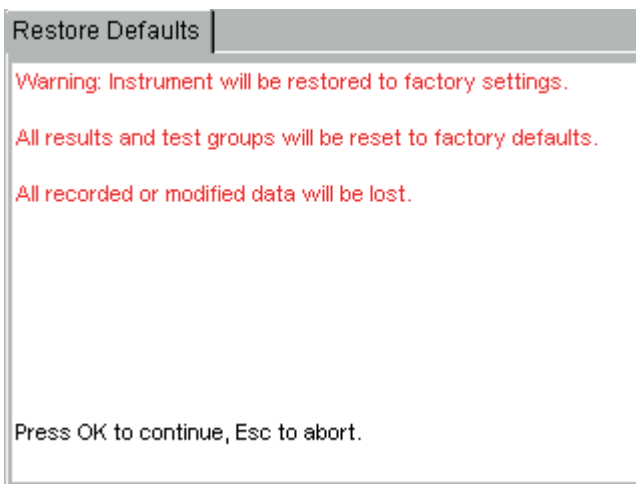 Restore Defaults
Warning: Instrument will be restored to factory settings.
All results and test groups will be reset to factory defaults.
All recorded or modified data will be lost.
Press OK to continue, Esc to abort.